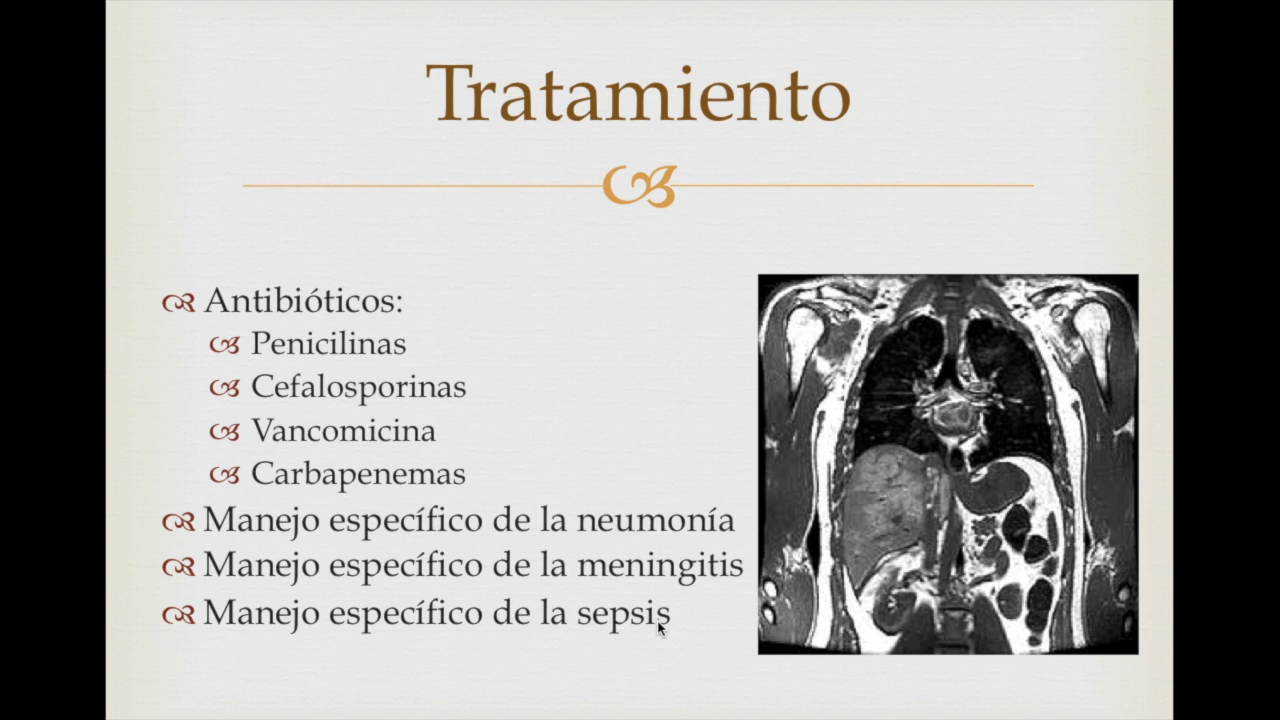 Tratamiento
Antibióticos:
Penicilinas
Cefalosporinas
Vancomicina
Carbapenemas
Manejo específico de la neumonía
Manejo específico de la meningitis
Manejo específico de la sepsis